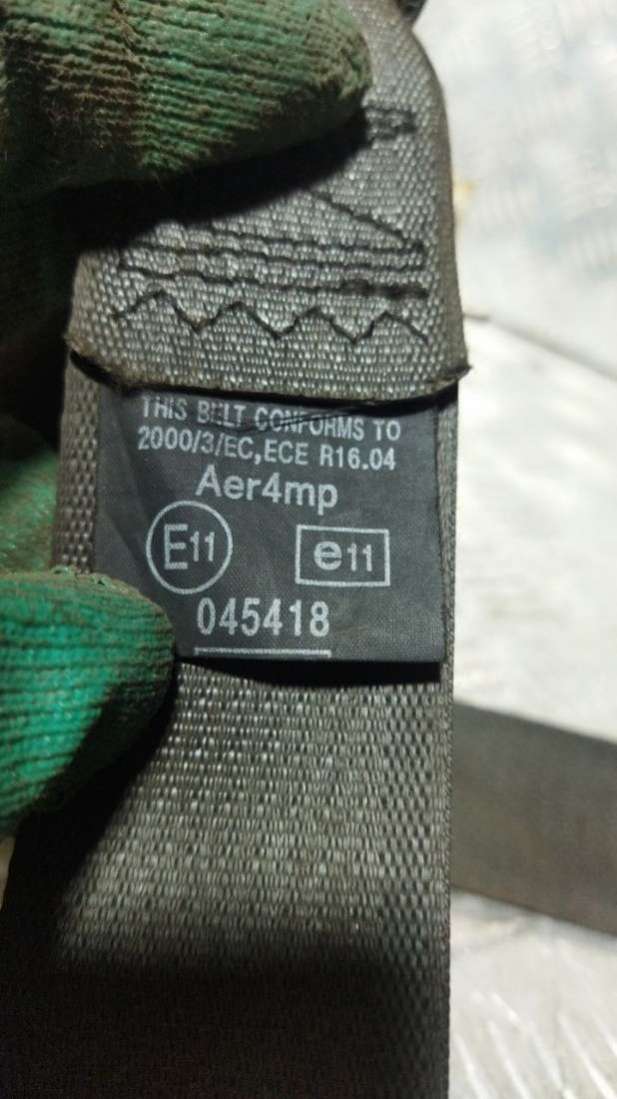 THIS BELT CONFORMS TO
2000/3/EC,ECE R16.04
Aer4mp
E11 e11
045418